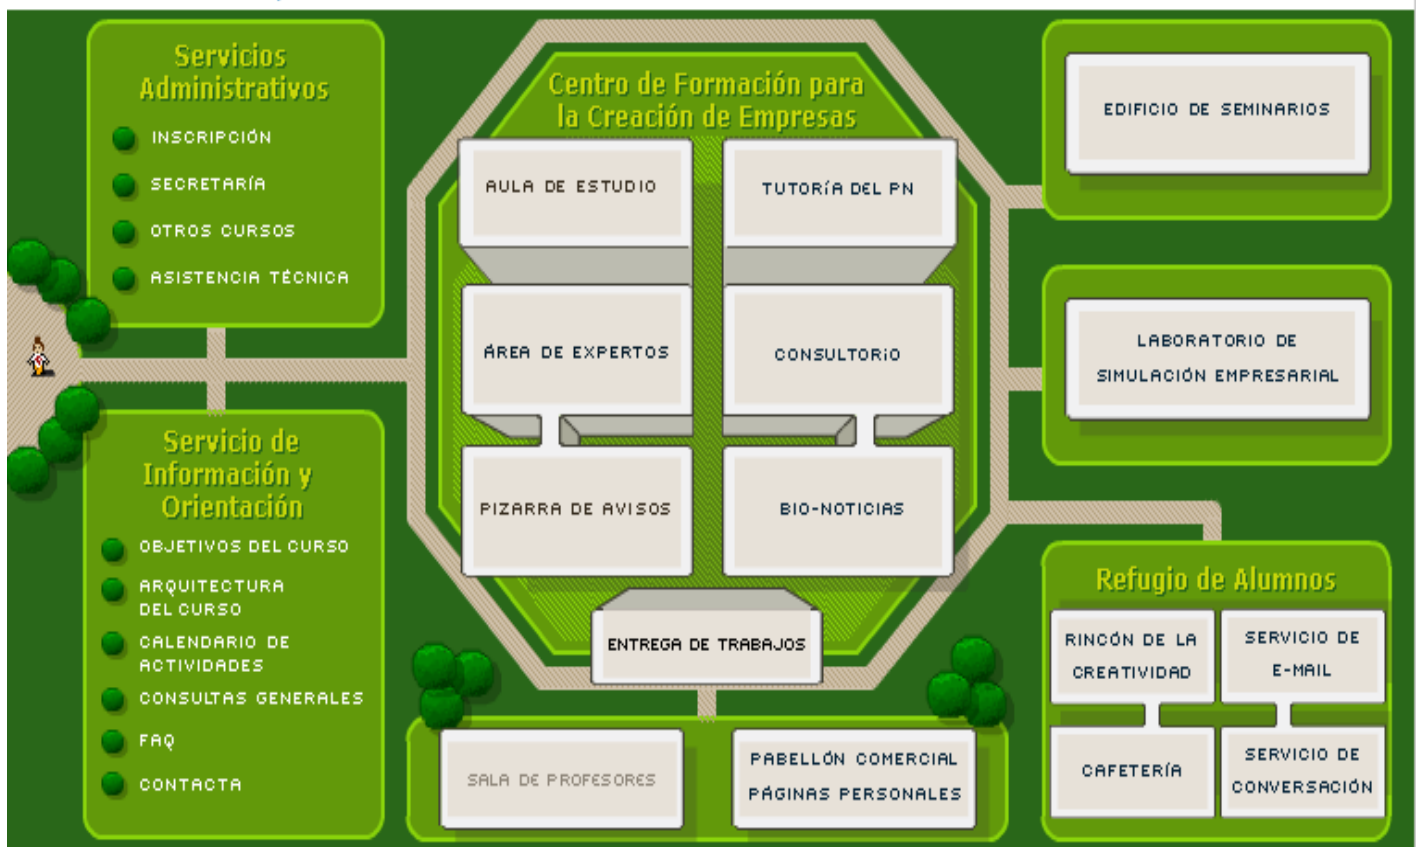 Servicios
Administrativos
INSCRIPCIÓN
SECRETARÍA
OTROS CURSOS
ASISTENCIA TÉCNICA
Servicio de
Información y
Orientación
OBJETIVOS DEL CURSO
ARQUITECTURA
DEL CURSO
CALENDARIO DE
ACTIVIDADES
CONSULTAS GENERALES
FAQ
CONTACTA
Centro de Formación para
la Creación de Empresas
AULA DE ESTUDIO
TUTORÍA DEL PN
ÁREA DE EXPERTOS
CONSULTORIO
PIZARRA DE AVISOS
BIO-NOTICIAS
ENTREGA DE TRABAJOS
SALA DE PROFESORES
PABELLÓN COMERCIAL
PÁGINAS PERSONALES
EDIFICIO DE SEMINARIOS
LABORATORIO DE
SIMULACIÓN EMPRESARIAL
Refugio de Alumnos
RINCÓN DE LA
CREATIVIDAD
SERVICIO DE
E-MAIL
CAFETERÍA
SERVICIO DE
CONVERSACIÓN